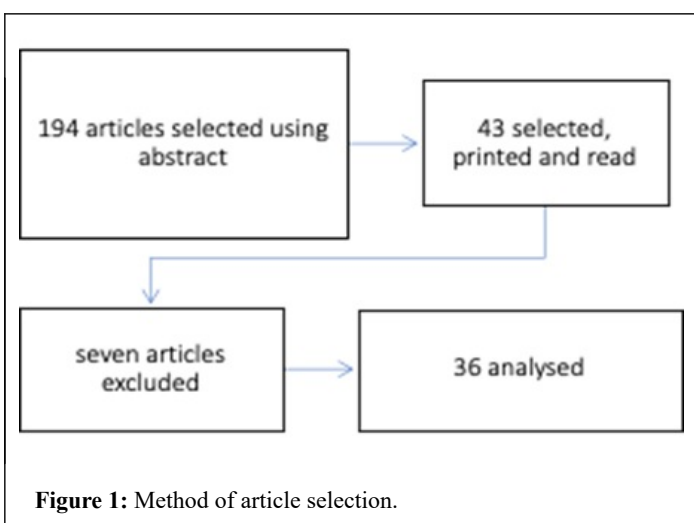 194 articles selected using
abstract
43 selected,
printed and read
seven articles
excluded
36 analysed
Figure 1: Method of article selection.